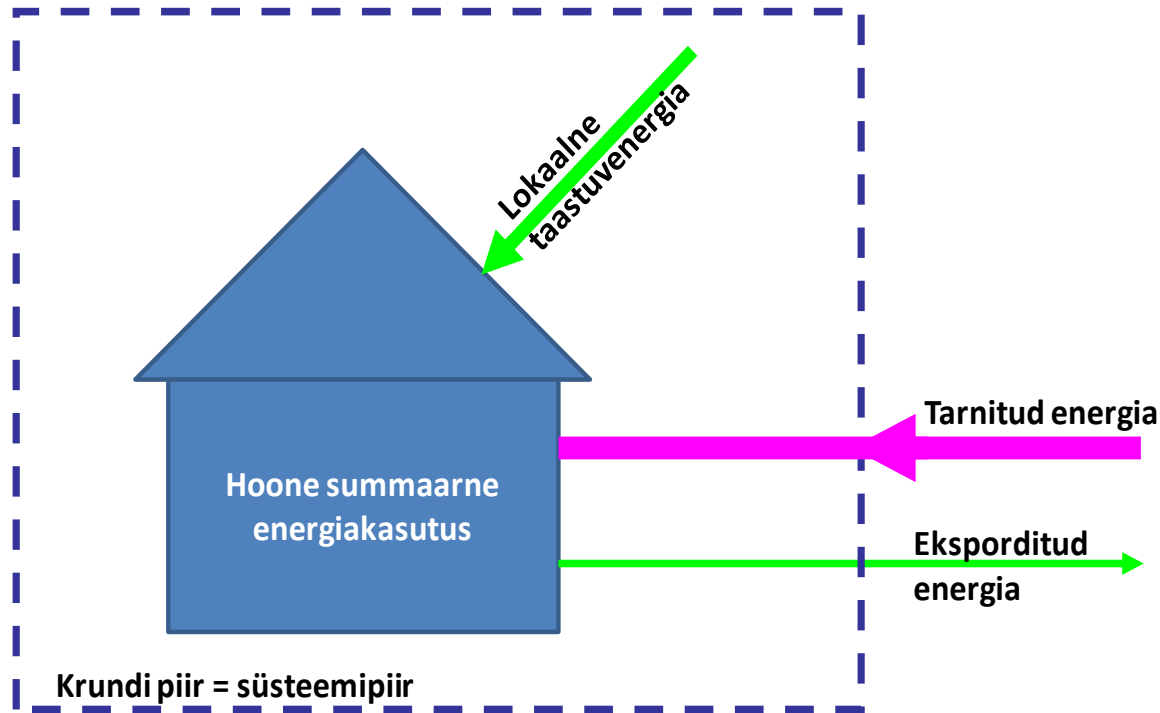 Lokaalne
taastuvenergia
Tarnitud energia
Hoone summaarne
energiakasutus
Eksporditud
energia
Krundi piir = süsteemipiir